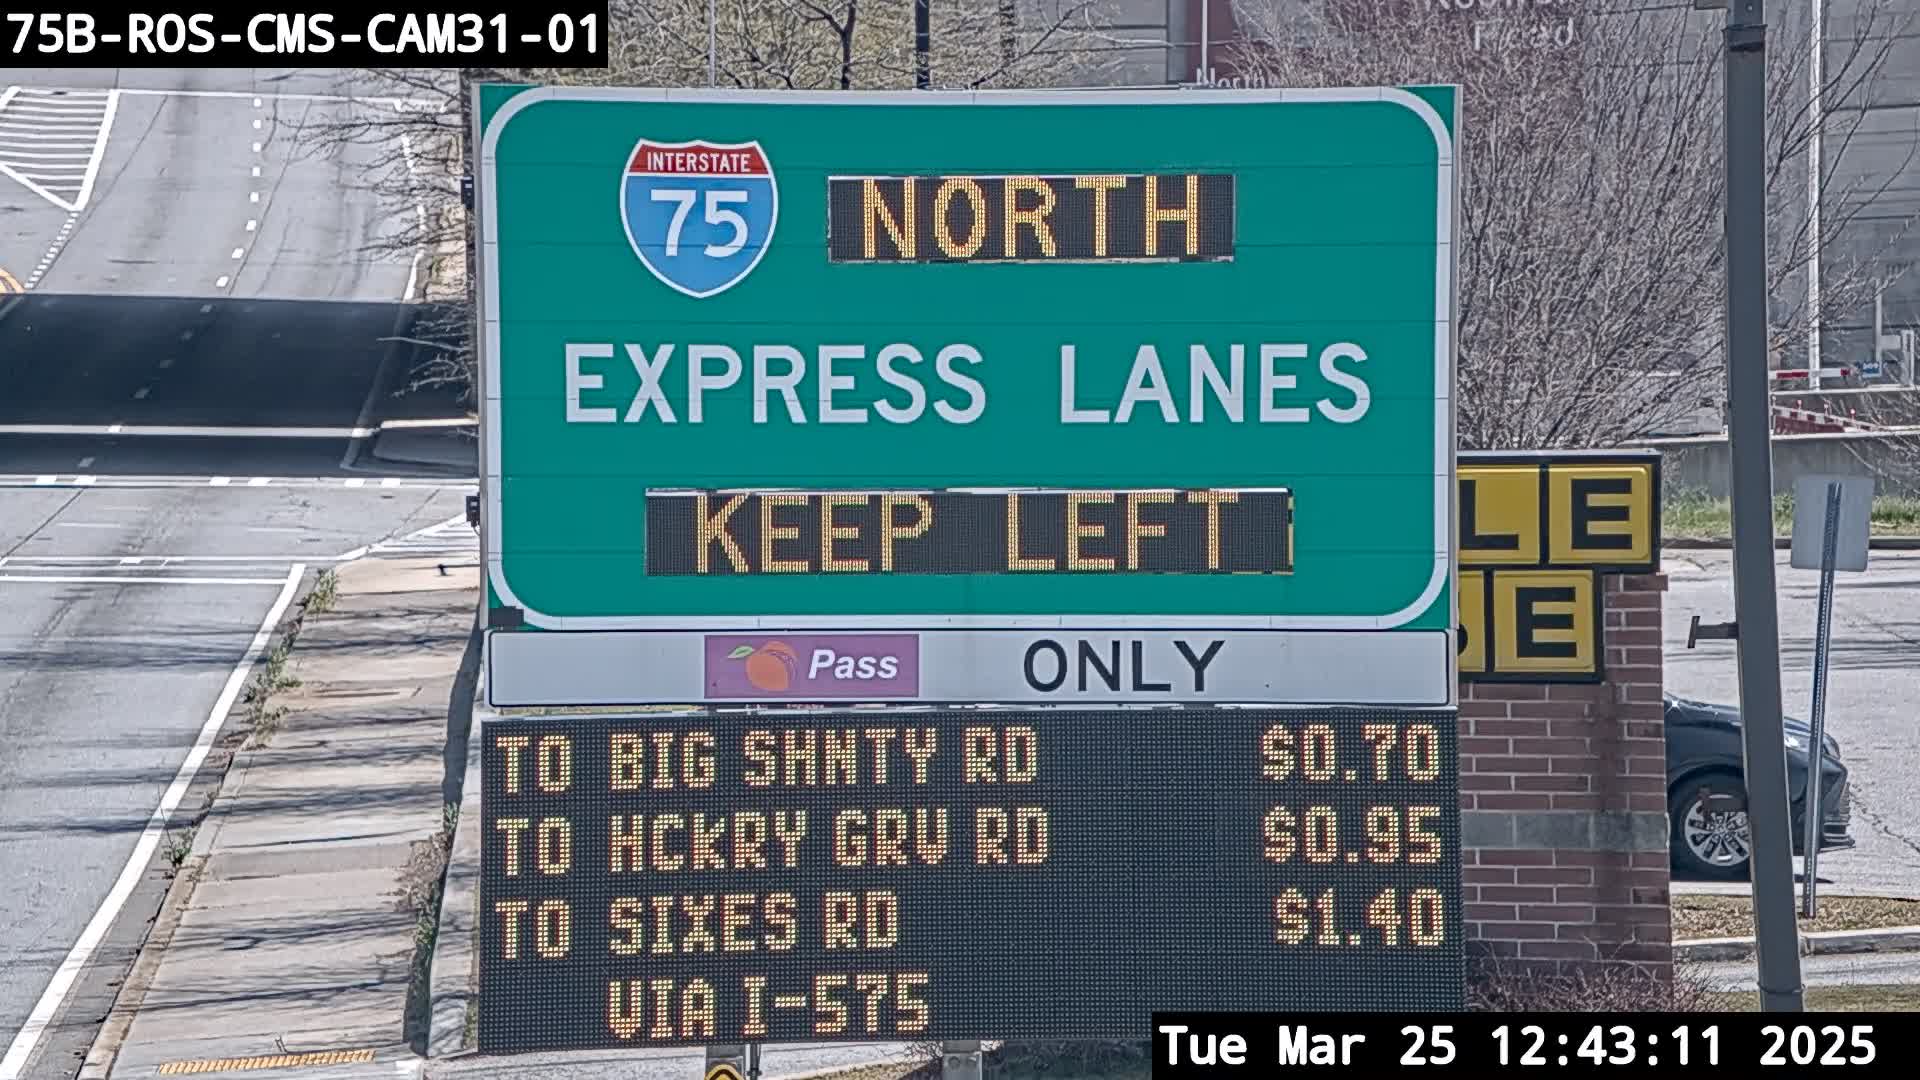 75B-ROS-CMS-CAM31-01
North
INTERSTATE
75
NORTH
EXPRESS LANES
KEEP LEFT
LE
E
Pass ONLY
TO BIG SHNTY RD $0.70
TO HCKRY GRV RD $0.95
TO SIXES RD $1.40
VIA I-575
Tue Mar 25 12:43:11 2025